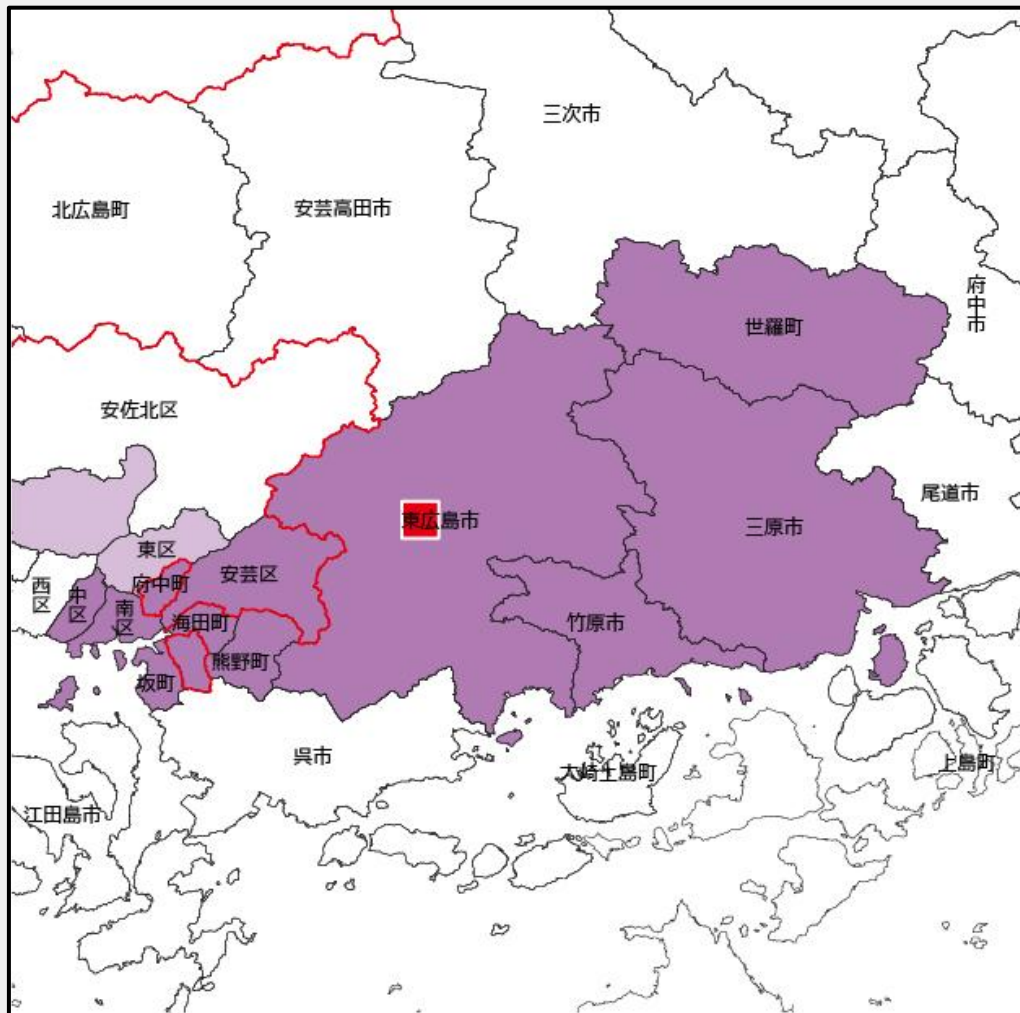 三次市
北広島町
安芸高田市
世羅町
府中市
安佐北区
尾道市
東広島市
三原市
東区
安芸区
府中町
西区
中区
南区
海田町
竹原市
熊野町
坂町
呉市
大崎上島町
上島町
江田島市